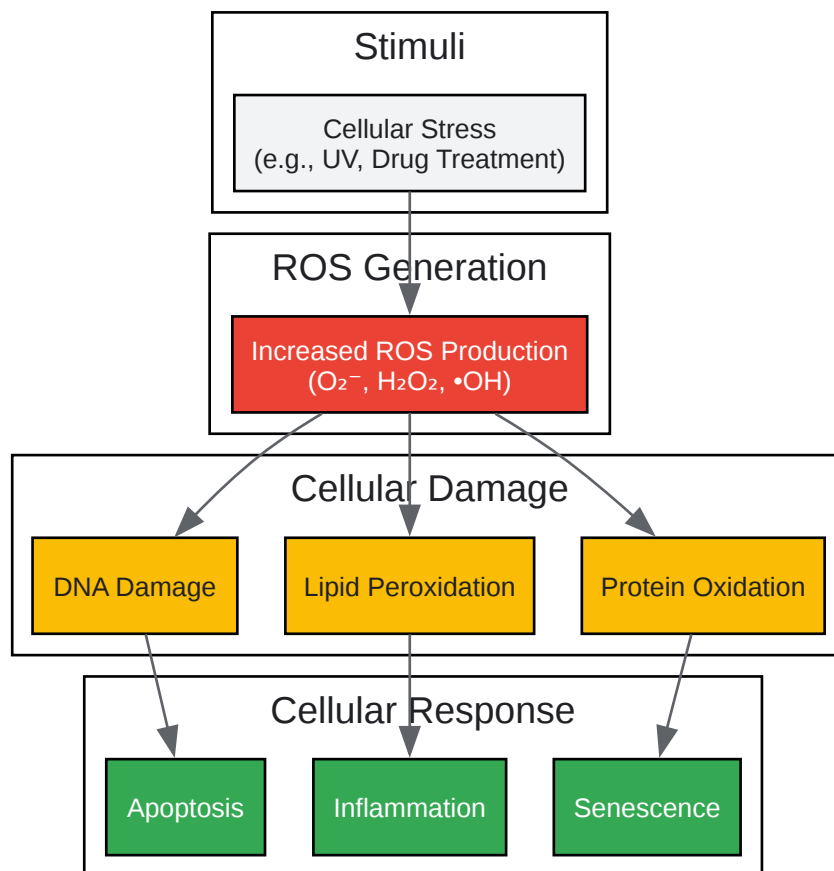 Stimuli
Cellular Stress
(e.g., UV, Drug Treatment)
ROS Generation
Increased ROS Production
(O₂⁻, H₂O₂, •OH)
Cellular Damage
DNA Damage
Lipid Peroxidation
Protein Oxidation
Cellular Response
Apoptosis
Inflammation
Senescence